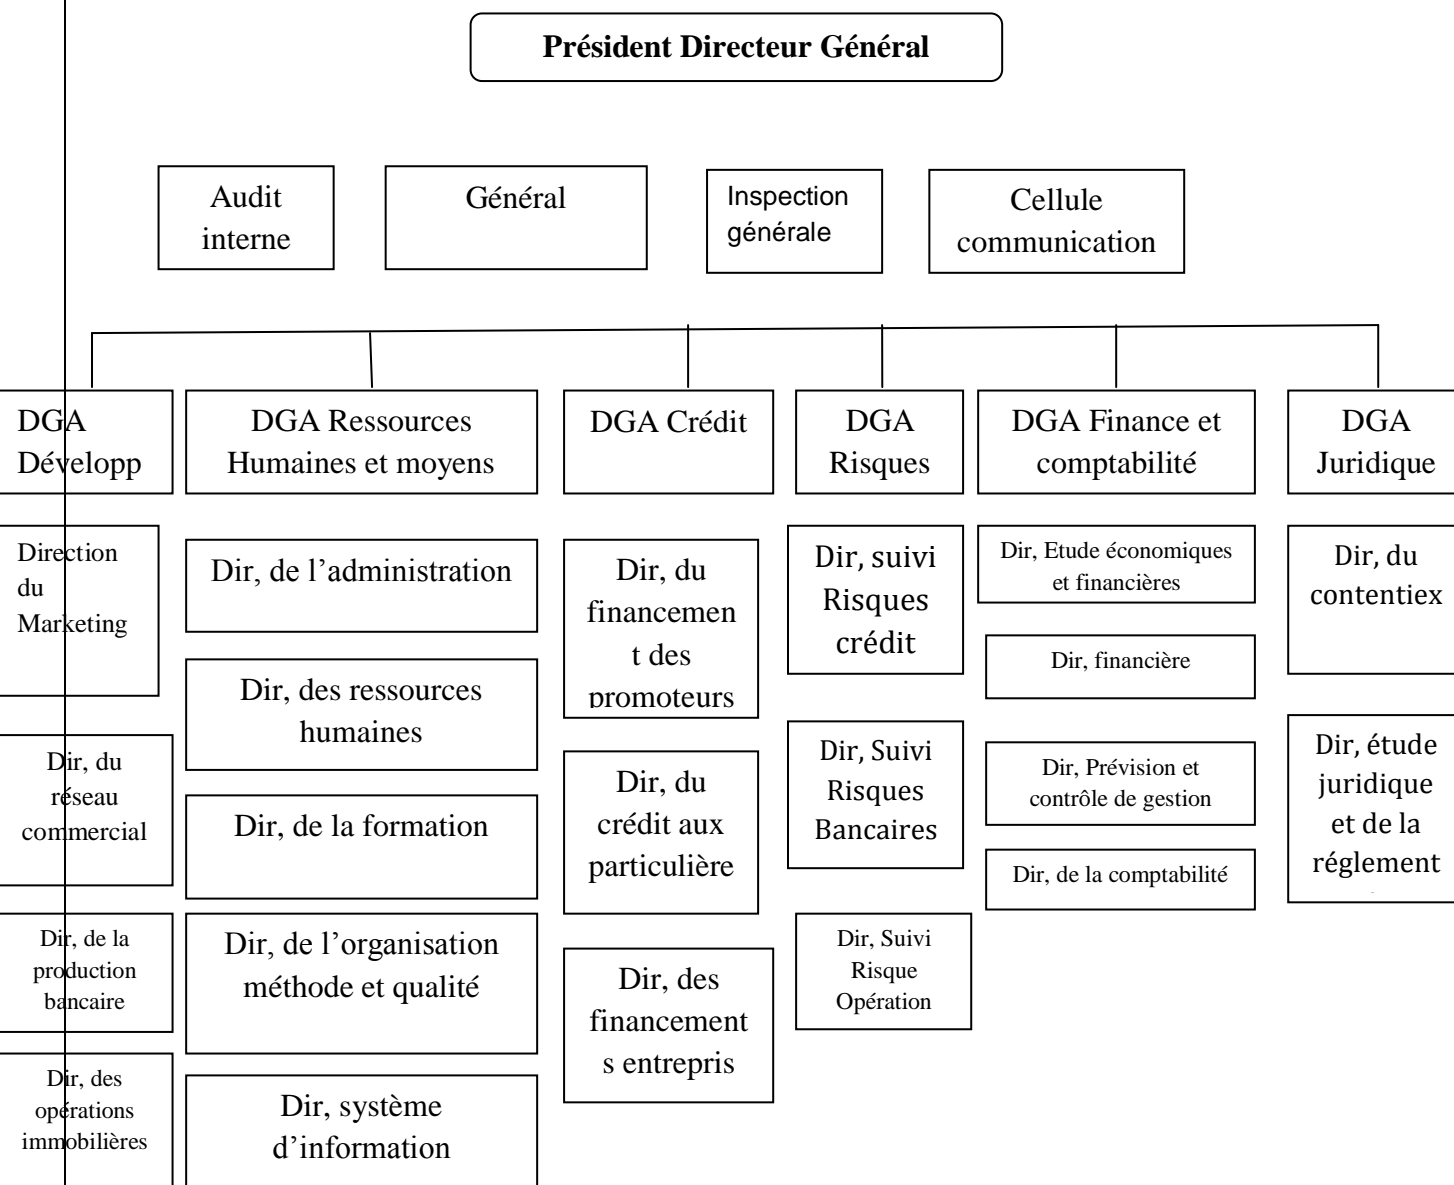 Président Directeur Général
Audit
interne
Général
Inspection
générale
Cellule
communication
DGA
Développ
DGA Ressources
Humaines et moyens
DGA Crédit
DGA
Risques
DGA Finance et
comptabilité
DGA
Juridique
Direction
du
Marketing
Dir, du
réseau
commercial
Dir, de la
production
bancaire
Dir, des
opérations
immobilières
Dir, de l’administration
Dir, des ressources
humaines
Dir, de la formation
Dir, de l’organisation
méthode et qualité
Dir, système
d’information
Dir, du
financemen
t des
promoteurs
Dir, du
crédit aux
particulière
Dir, des
financement
s entrepris
Dir, suivi
Risques
crédit
Dir, Suivi
Risques
Bancaires
Dir, Suivi
Risque
Opération
Dir, Etude économiques
et financières
Dir, financière
Dir, Prévision et
contrôle de gestion
Dir, de la comptabilité
Dir, du
contentiex
Dir, étude
juridique
et de la
réglement